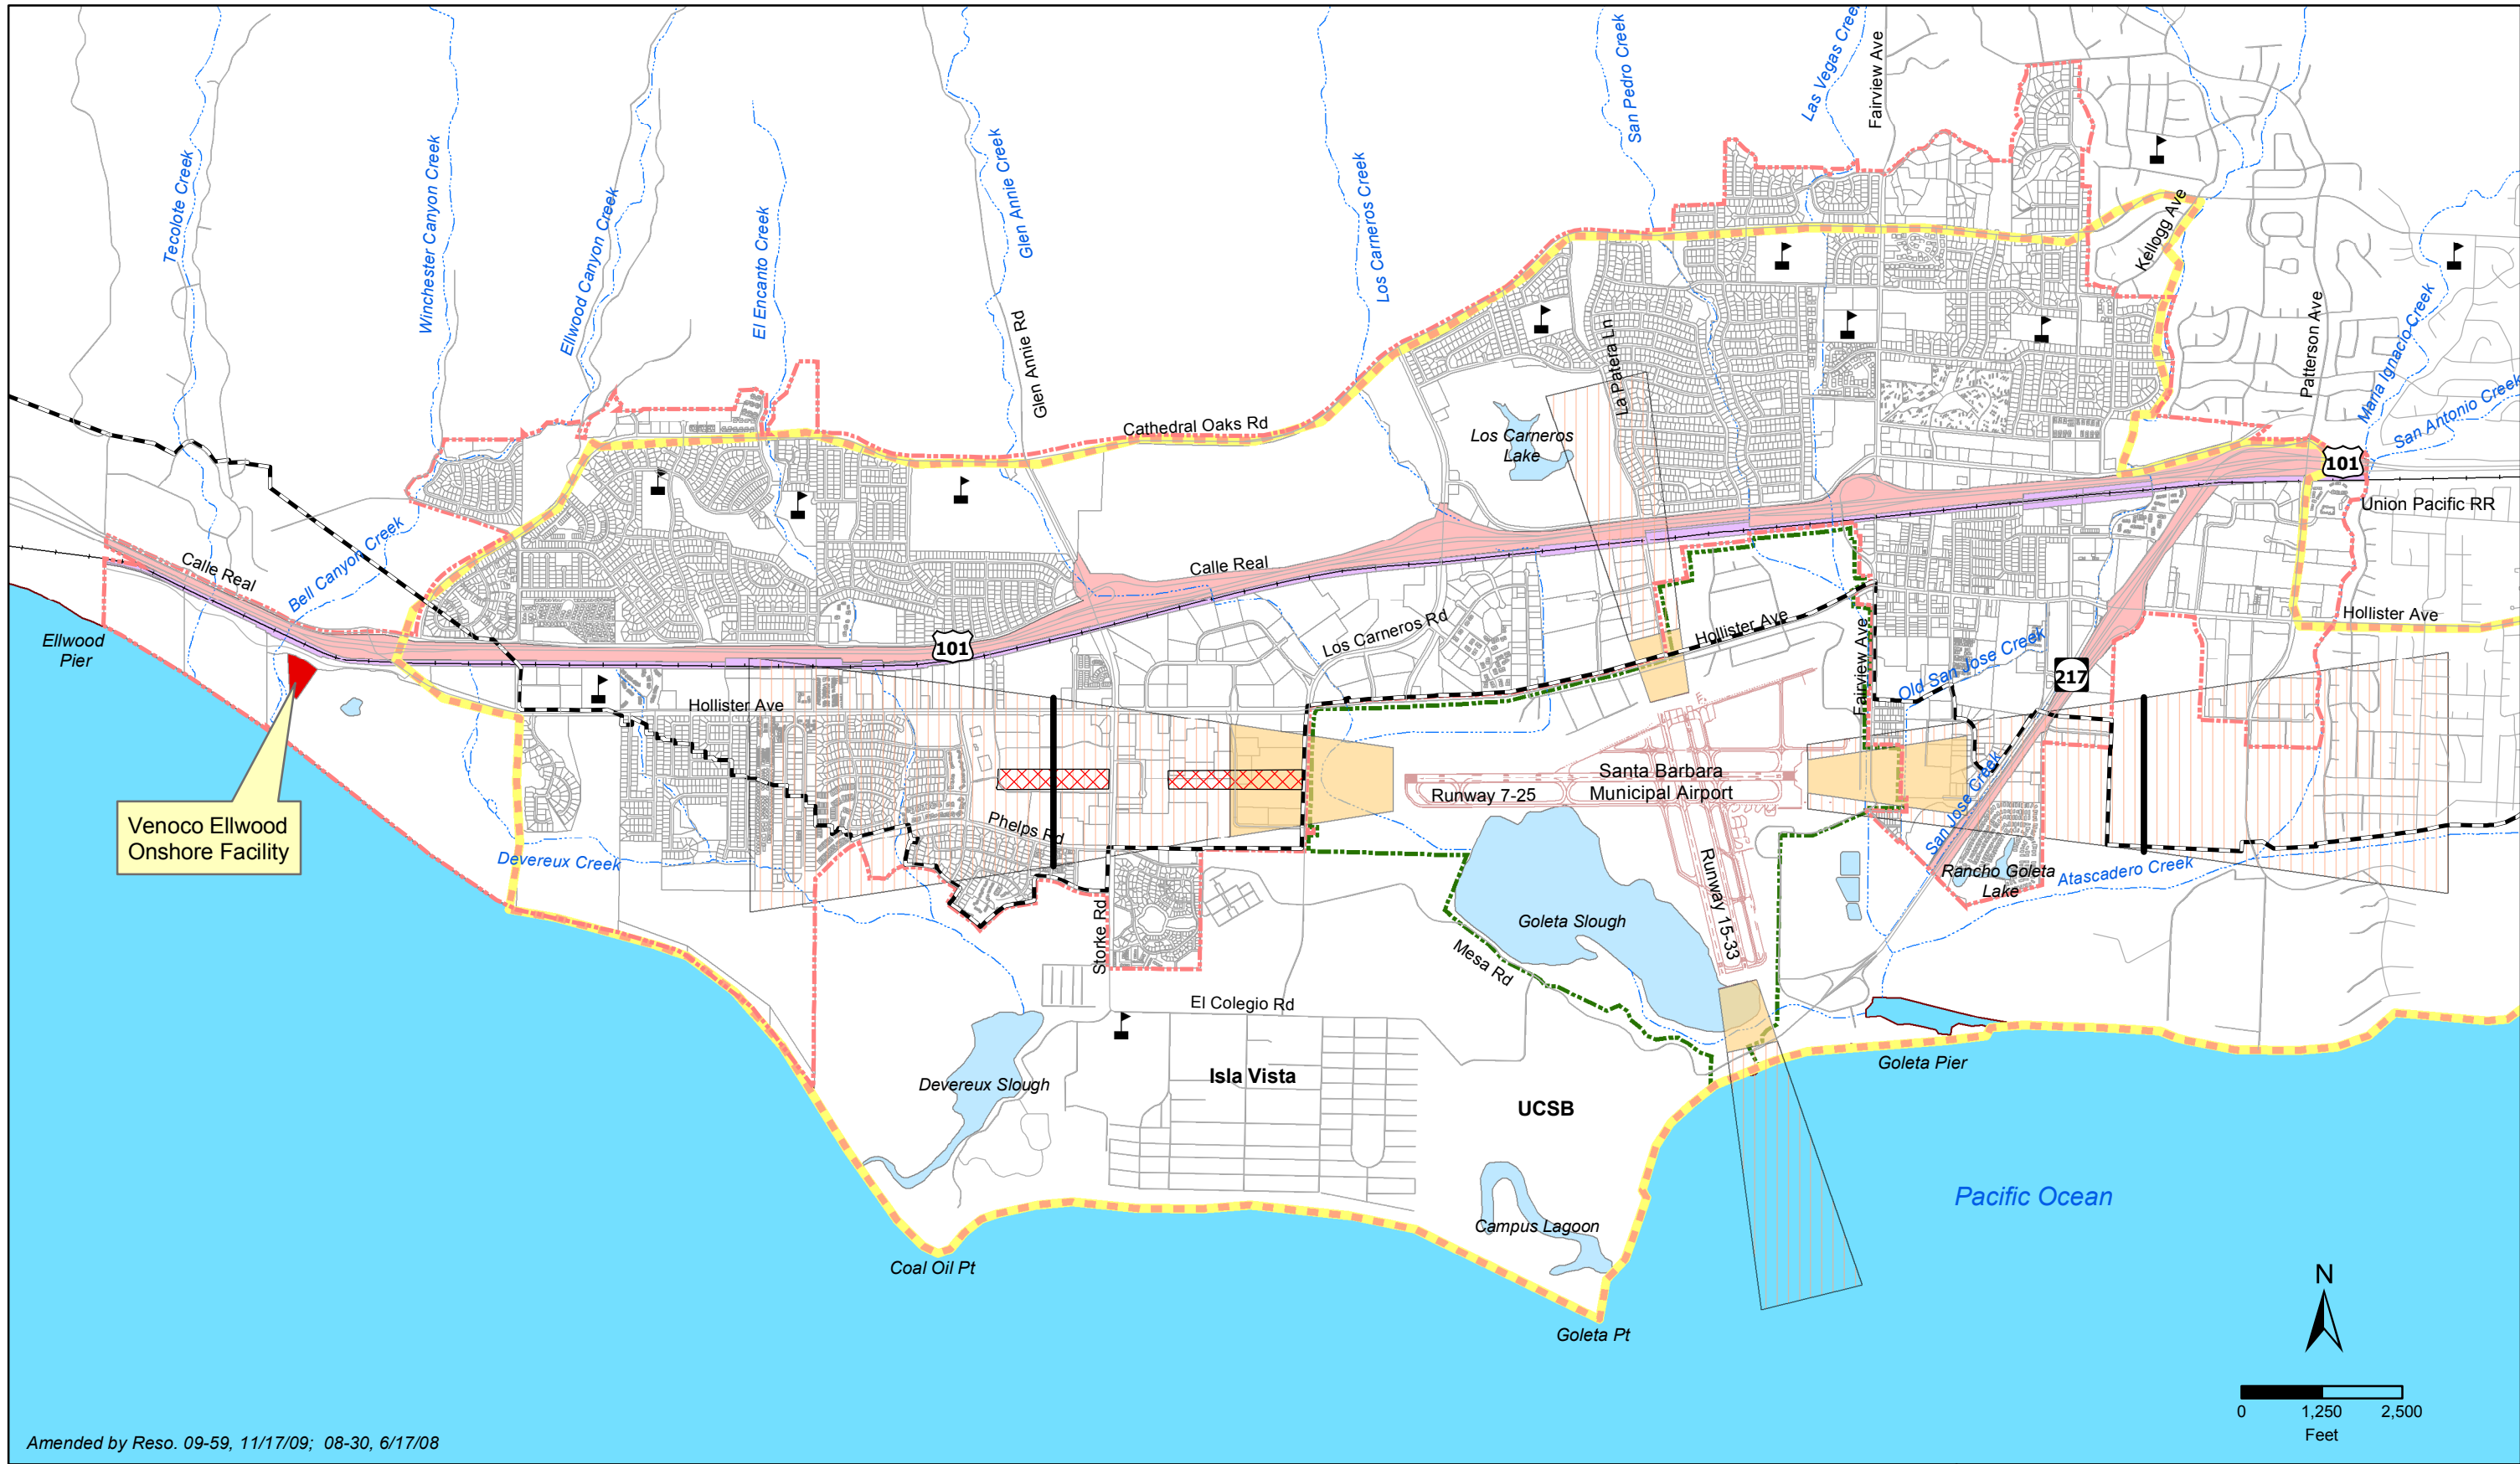 Tecolote Creek
Winchester Canyon Creek
Ellwood Canyon Creek
El Encanto Creek
Glen Annie Creek
Glen Annie Rd
Los Carneros Creek
San Pedro Creek
Las Vegas Creek
Fairview Ave
Kellogg Ave
Patterson Ave
Maria Ignacio Creek
San Antonio Creek
La Patera Ln
Cathedral Oaks Rd
Los Carneros
Lake
101
Union Pacific RR
Calle Real
Bell Canyon Creek
Calle Real
Ellwood
Pier
101
Los Carneros Rd
Hollister Ave
Fairview Ave
Old San Jose Creek
Hollister Ave
217
Hollister Ave
Santa Barbara
Municipal Airport
Runway 7-25
Venoco Ellwood
Onshore Facility
Phelps Rd
Devereux Creek
San Jose Creek
Rancho Goleta
Lake
Atascadero Creek
Runway 15-33
Goleta Slough
Mesa Rd
Storke Rd
El Colegio Rd
Devereux Slough
Isla Vista
UCSB
Goleta Pier
Pacific Ocean
Campus Lagoon
Coal Oil Pt
Goleta Pt
N
0 1,250 2,500
Feet
Amended by Reso. 09-59, 11/17/09; 08-30, 6/17/08